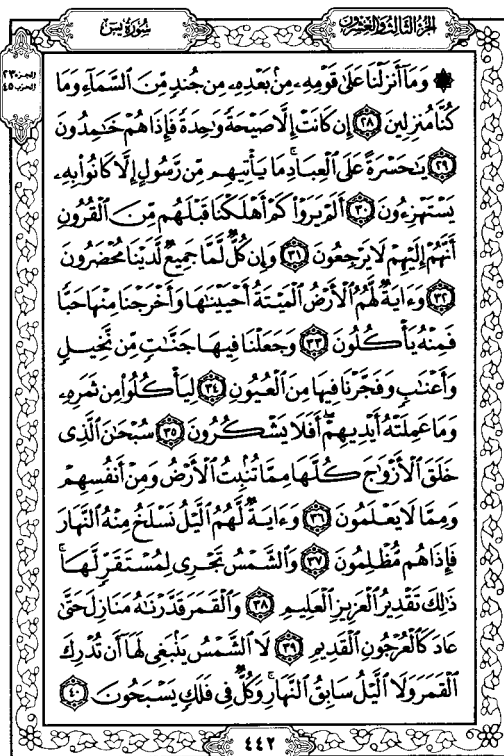 الجزء الثالث والعشرون سورة يس
الجزء ٢٣
الحزب ٤٥
۞ وَمَآ أَنزَلْنَا عَلَىٰ قَوْمِهِۦ مِنۢ بَعْدِهِۦ مِن جُندٍ مِّنَ ٱلسَّمَآءِ وَمَا
كُنَّا مُنزِلِينَ ٢٨ إِن كَانَتْ إِلَّا صَيْحَةً وَٰحِدَةً فَإِذَا هُمْ خَٰمِدُونَ
٢٩ يَٰحَسْرَةً عَلَى ٱلْعِبَادِ ۚ مَا يَأْتِيهِم مِّن رَّسُولٍ إِلَّا كَانُوا۟ بِهِۦ
يَسْتَهْزِءُونَ ٣٠ أَلَمْ يَرَوْا۟ كَمْ أَهْلَكْنَا قَبْلَهُم مِّنَ ٱلْقُرُونِ
أَنَّهُمْ إِلَيْهِمْ لَا يَرْجِعُونَ ٣١ وَإِن كُلٌّ لَّمَّا جَمِيعٌ لَّدَيْنَا مُحْضَرُونَ
٣٢ وَءَايَةٌ لَّهُمُ ٱلْأَرْضُ ٱلْمَيْتَةُ أَحْيَيْنَٰهَا وَأَخْرَجْنَا مِنْهَا حَبًّا
فَمِنْهُ يَأْكُلُونَ ٣٣ وَجَعَلْنَا فِيهَا جَنَّٰتٍ مِّن نَّخِيلٍ
وَأَعْنَٰبٍ وَفَجَّرْنَا فِيهَا مِنَ ٱلْعُيُونِ ٣٤ لِيَأْكُلُوا۟ مِن ثَمَرِهِۦ
وَمَا عَمِلَتْهُ أَيْدِيهِمْ ۖ أَفَلَا يَشْكُرُونَ ٣٥ سُبْحَٰنَ ٱلَّذِى
خَلَقَ ٱلْأَزْوَٰجَ كُلَّهَا مِمَّا تُنۢبِتُ ٱلْأَرْضُ وَمِنْ أَنفُسِهِمْ
وَمِمَّا لَا يَعْلَمُونَ ٣٦ وَءَايَةٌ لَّهُمُ ٱلَّيْلُ نَسْلَخُ مِنْهُ ٱلنَّهَارَ
فَإِذَا هُم مُّظْلِمُونَ ٣٧ وَٱلشَّمْسُ تَجْرِى لِمُسْتَقَرٍّ لَّهَا ۚ
ذَٰلِكَ تَقْدِيرُ ٱلْعَزِيزِ ٱلْعَلِيمِ ٣٨ وَٱلْقَمَرَ قَدَّرْنَٰهُ مَنَازِلَ حَتَّىٰ
عَادَ كَٱلْعُرْجُونِ ٱلْقَدِيمِ ٣٩ لَا ٱلشَّمْسُ يَنۢبَغِى لَهَآ أَن تُدْرِكَ
ٱلْقَمَرَ وَلَا ٱلَّيْلُ سَابِقُ ٱلنَّهَارِ ۚ وَكُلٌّ فِى فَلَكٍ يَسْبَحُونَ ٤٠
٤٤٢